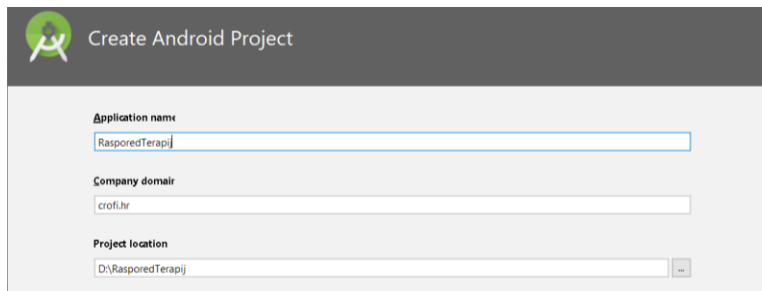 Create Android Project
Application name
RasporedTerapij
Company domain
crofi.hr
Project location
D:\RasporedTerapij
...